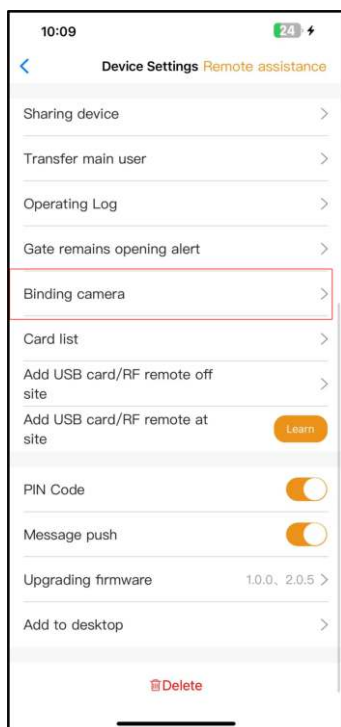 10:09
24
Device Settings Remote assistance
Sharing device
Transfer main user
Operating Log
Gate remains opening alert
Binding camera
Card list
Add USB card/RF remote off
site
Add USB card/RF remote at
site
Learn
PIN Code
Message push
Upgrading firmware 1.0.0、2.0.5
Add to desktop
Delete